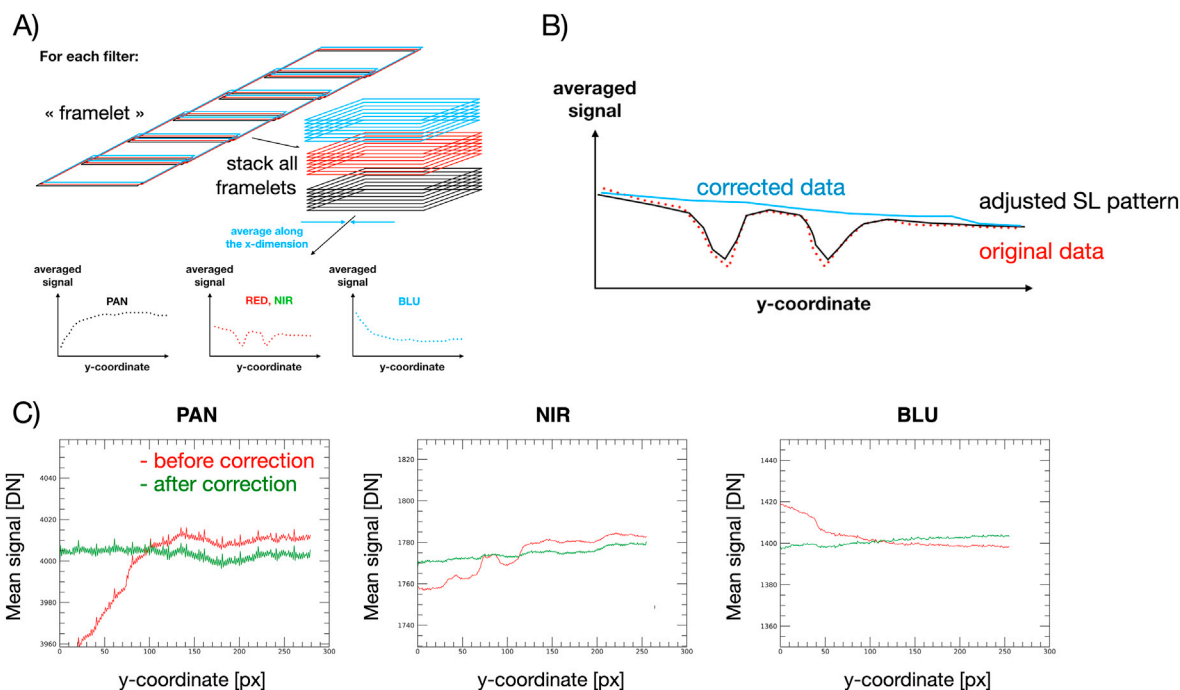 A)
For each filter:
« framelet »
stack all
framelets
average along
the x-dimension
averaged
signal
PAN
y-coordinate
averaged
signal
RED, NIR
y-coordinate
averaged
signal
BLU
y-coordinate
B)
averaged
signal
corrected data
adjusted SL pattern
original data
y-coordinate
C)
PAN
Mean signal [DN]
4040
4020
4000
3980
3960
- before correction
- after correction
0 50 100 150 200 250 300
y-coordinate [px]
NIR
Mean signal [DN]
1820
1800
1780
1760
1740
0 50 100 150 200 250 300
y-coordinate [px]
BLU
Mean signal [DN]
1440
1420
1400
1380
1360
0 50 100 150 200 250 300
y-coordinate [px]